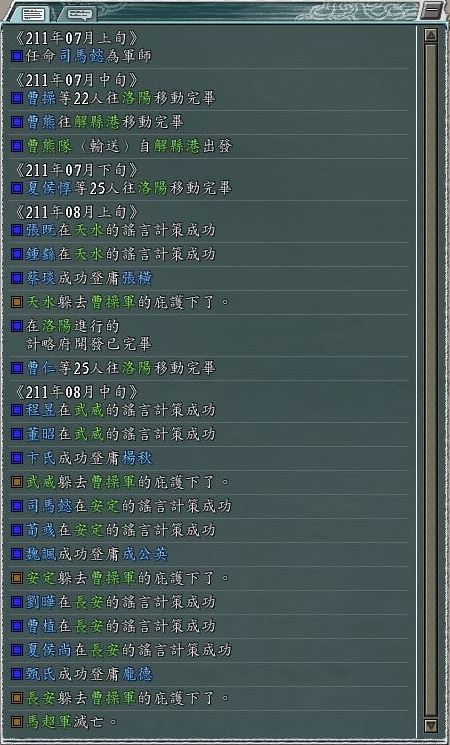 《211年07月上旬》
任命司馬懿為軍師
《211年07月中旬》
曹操等22人往洛陽移動完畢
曹熊往解縣港移動完畢
曹熊隊（輸送）自解縣港出發
《211年07月下旬》
夏侯惇等25人往洛陽移動完畢
《211年08月上旬》
張既在天水的謠言計策成功
鍾繇在天水的謠言計策成功
蔡琰成功登庸張橫
天水躲去曹操軍的庇護下了。
在洛陽進行的
計略府開發已完畢
曹仁等25人往洛陽移動完畢
《211年08月中旬》
程昱在武威的謠言計策成功
董昭在武威的謠言計策成功
卞氏成功登庸楊秋
武威躲去曹操軍的庇護下了。
司馬懿在安定的謠言計策成功
荀彧在安定的謠言計策成功
魏諷成功登庸成公英
安定躲去曹操軍的庇護下了。
劉曄在長安的謠言計策成功
曹植在長安的謠言計策成功
夏侯尚在長安的謠言計策成功
甄氏成功登庸龐德
長安躲去曹操軍的庇護下了。
馬超軍滅亡。